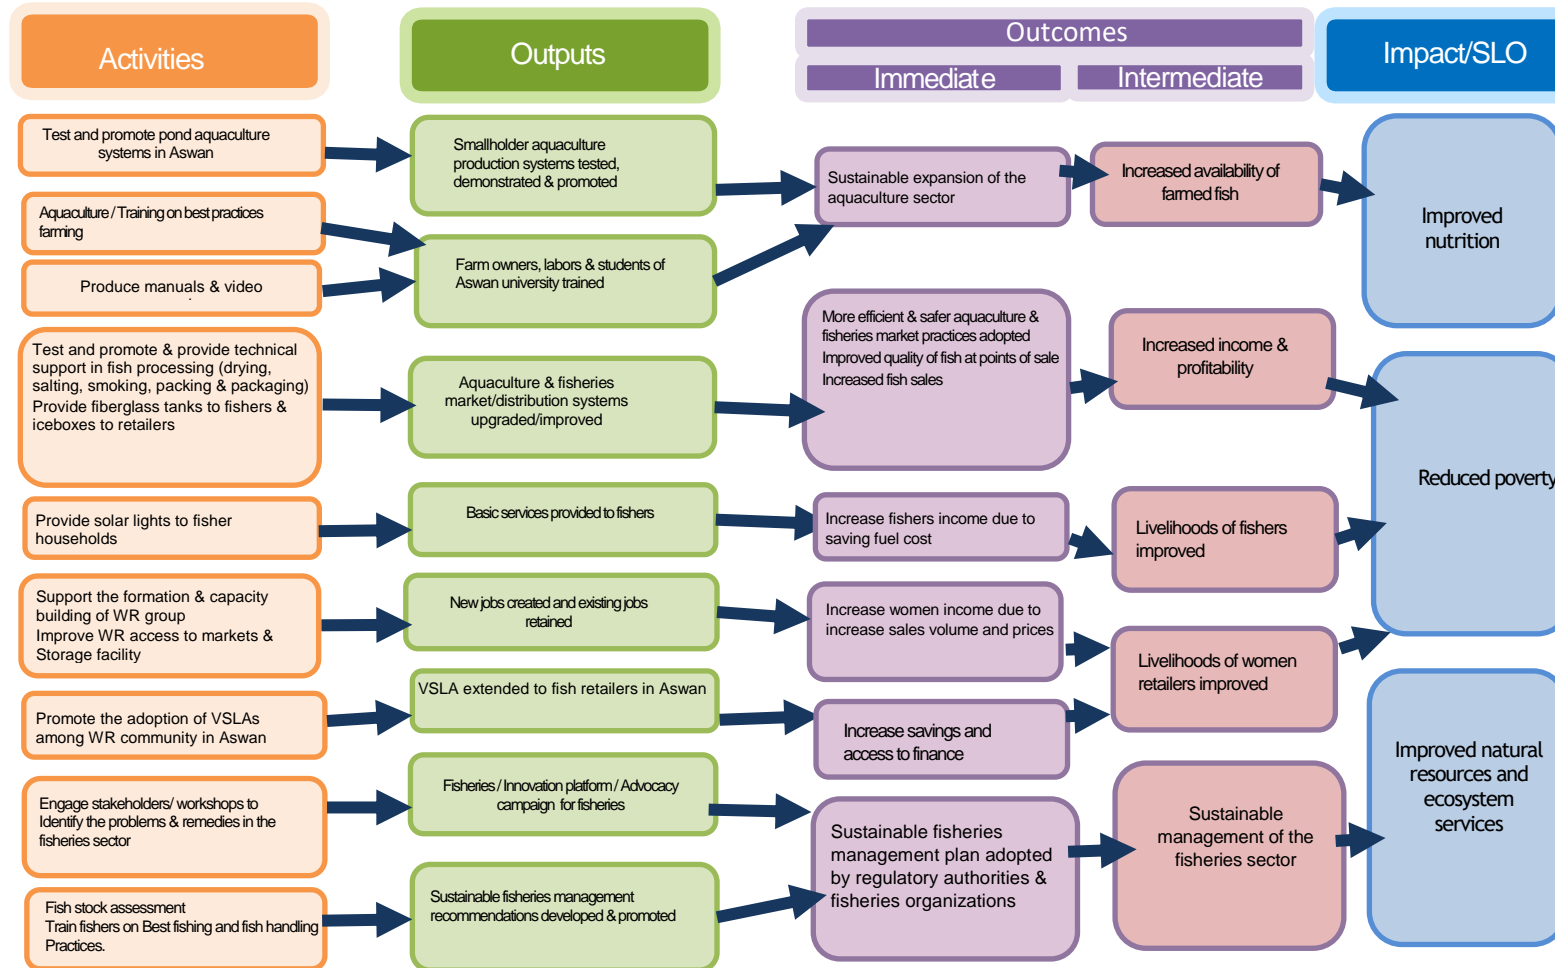 Activities
Outputs
Outcomes
Immediate
Intermediate
Impact/SLO
Test and promote pond aquaculture
systems in Aswan
Aquaculture / Training on best practices
farming
Produce manuals & video
Test and promote & provide technical
support in fish processing (drying,
salting, smoking, packing & packaging)
Provide fiberglass tanks to fishers &
iceboxes to retailers
Provide solar lights to fisher
households
Support the formation & capacity
building of WR group
Improve WR access to markets &
Storage facility
Promote the adoption of VSLAs
among WR community in Aswan
Engage stakeholders/ workshops to
Identify the problems & remedies in the
fisheries sector
Fish stock assessment
Train fishers on Best fishing and fish handling
Practices.
Smallholder aquaculture
production systems tested,
demonstrated & promoted
Farm owners, labors & students of
Aswan university trained
Aquaculture & fisheries
market/distribution systems
upgraded/improved
Basic services provided to fishers
New jobs created and existing jobs
retained
VSLA extended to fish retailers in Aswan
Fisheries / Innovation platform / Advocacy
campaign for fisheries
Sustainable fisheries management
recommendations developed & promoted
Sustainable expansion of the
aquaculture sector
More efficient & safer aquaculture &
fisheries market practices adopted
Improved quality of fish at points of sale
Increased fish sales
Increase fishers income due to
saving fuel cost
Increase women income due to
increase sales volume and prices
Increase savings and
access to finance
Sustainable fisheries
management plan adopted
by regulatory authorities &
fisheries organizations
Increased availability of
farmed fish
Increased income &
profitability
Livelihoods of fishers
improved
Livelihoods of women
retailers improved
Sustainable
management of the
fisheries sector
Improved
nutrition
Reduced poverty
Improved natural
resources and
ecosystem
services